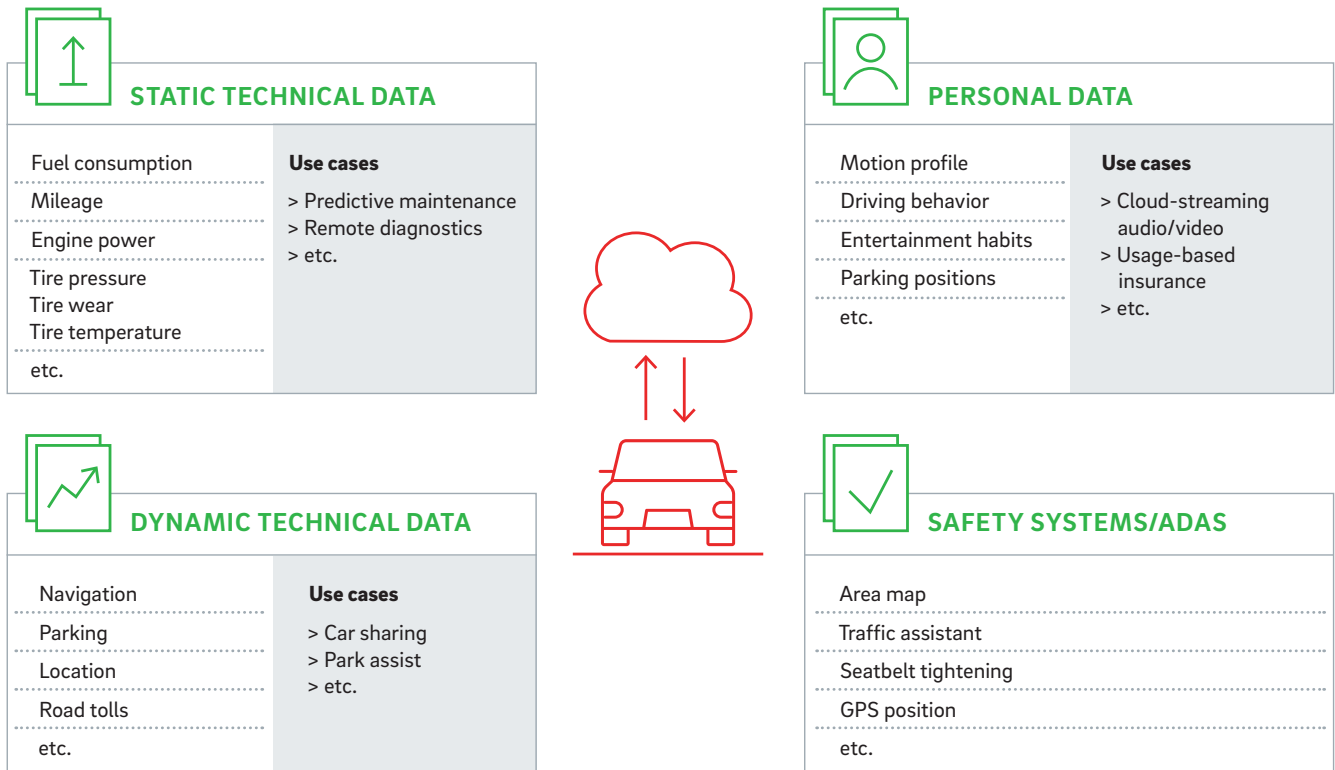 STATIC TECHNICAL DATA
Fuel consumption
Mileage
Engine power
Tire pressure
Tire wear
Tire temperature
etc.
Use cases
> Predictive maintenance
> Remote diagnostics
> etc.
PERSONAL DATA
Motion profile
Driving behavior
Entertainment habits
Parking positions
etc.
Use cases
> Cloud-streaming
audio/video
> Usage-based
insurance
> etc.
DYNAMIC TECHNICAL DATA
Navigation
Parking
Location
Road tolls
etc.
Use cases
> Car sharing
> Park assist
> etc.
SAFETY SYSTEMS/ADAS
Area map
Traffic assistant
Seatbelt tightening
GPS position
etc.